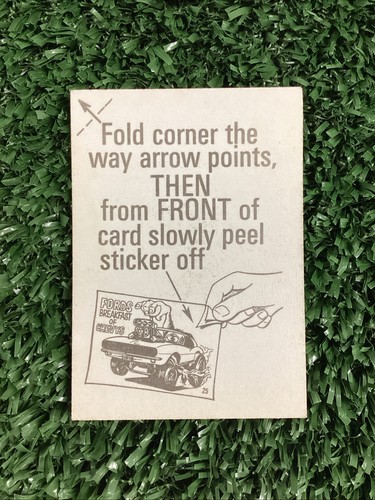 Fold corner the
way arrow points,
THEN
from FRONT of
card slowly peel
sticker off
FORDS
BREAKFAST
OF
CHEVYS
25